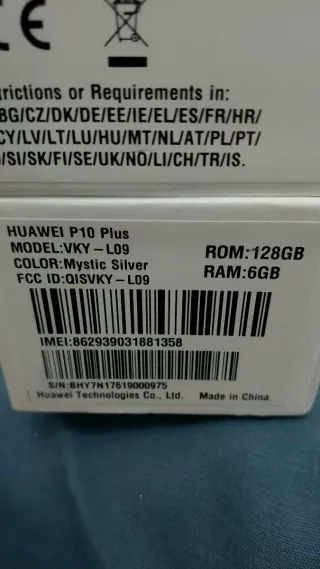 CE
rictions or Requirements in:
BG/CZ/DK/DE/EE/IE/EL/ES/FR/HR/
CY/LV/LT/LU/HU/MT/NL/AT/PL/PT/
/SI/SK/FI/SE/UK/NO/LI/CH/TR/IS.
HUAWEI P10 Plus
MODEL:VKY-L09
ROM:128GB
COLOR:Mystic Silver
RAM:6GB
FCC ID:QISVKY-L09
IMEI:862939031881358
S/N:BHY7N17619000975
Huawei Technologies Co., Ltd. Made in China